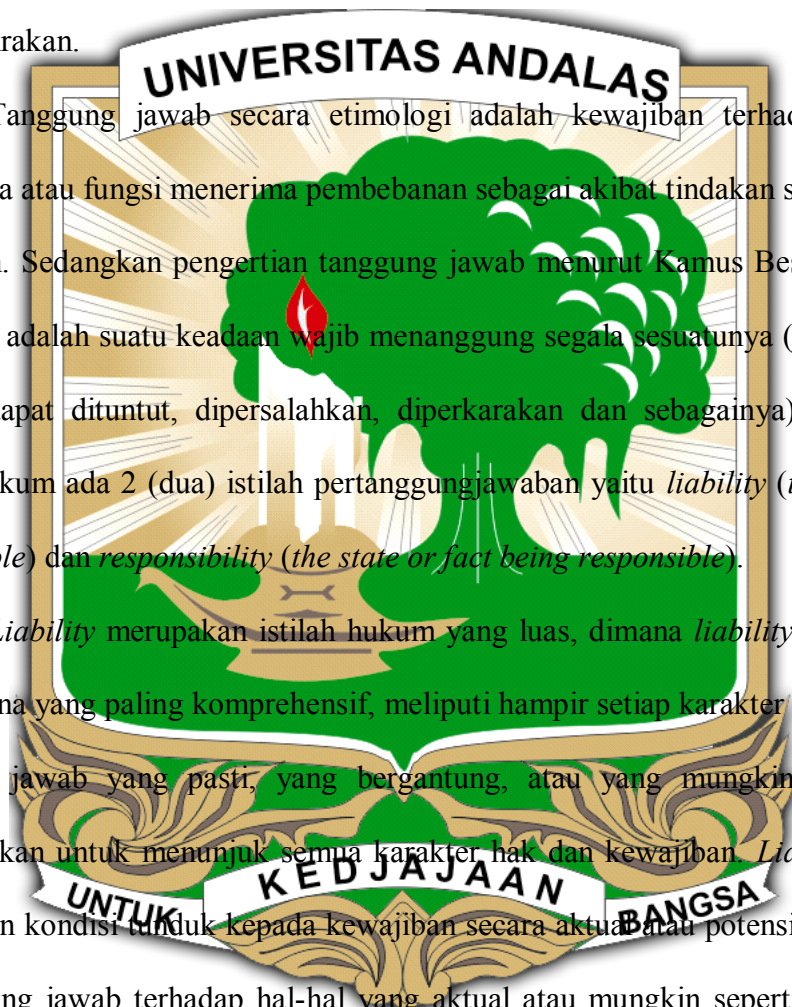 rakan.
UNIVERSITAS ANDALAS
Tanggung jawab secara etimologi adalah kewajiban terhad
a atau fungsi menerima pembebanan sebagai akibat tindakan s
. Sedangkan pengertian tanggung jawab menurut Kamus Bes
adalah suatu keadaan wajib menanggung segala sesuatunya (
apat dituntut, dipersalahkan, diperkarakan dan sebagainya)
kum ada 2 (dua) istilah pertanggungjawaban yaitu liability (t
le) dan responsibility (the state or fact being responsible).
Liability merupakan istilah hukum yang luas, dimana liability
na yang paling komprehensif, meliputi hampir setiap karakter
jawab yang pasti, yang bergantung, atau yang mungkin
kan untuk menunjuk semua karakter hak dan kewajiban. Lia
n kondisi tunduk kepada kewajiban secara aktual atau potensi
UNTUK KEDJAJAAN BANGSA
ng jawab terhadap hal-hal yang aktual atau mungkin sepert